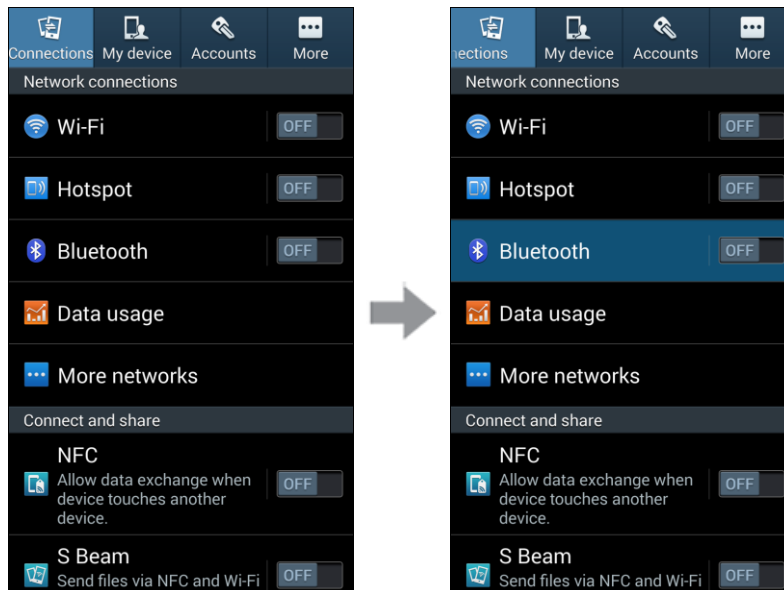 Connections My device Accounts More
Network connections
Wi-Fi OFF
Hotspot OFF
Bluetooth OFF
Data usage
More networks
Connect and share
NFC
Allow data exchange when
device touches another
device.
OFF
S Beam
Send files via NFC and Wi-Fi OFF
nections My device Accounts More
Network connections
Wi-Fi OFF
Hotspot OFF
Bluetooth OFF
Data usage
More networks
Connect and share
NFC
Allow data exchange when
device touches another
device.
OFF
S Beam
Send files via NFC and Wi-Fi OFF